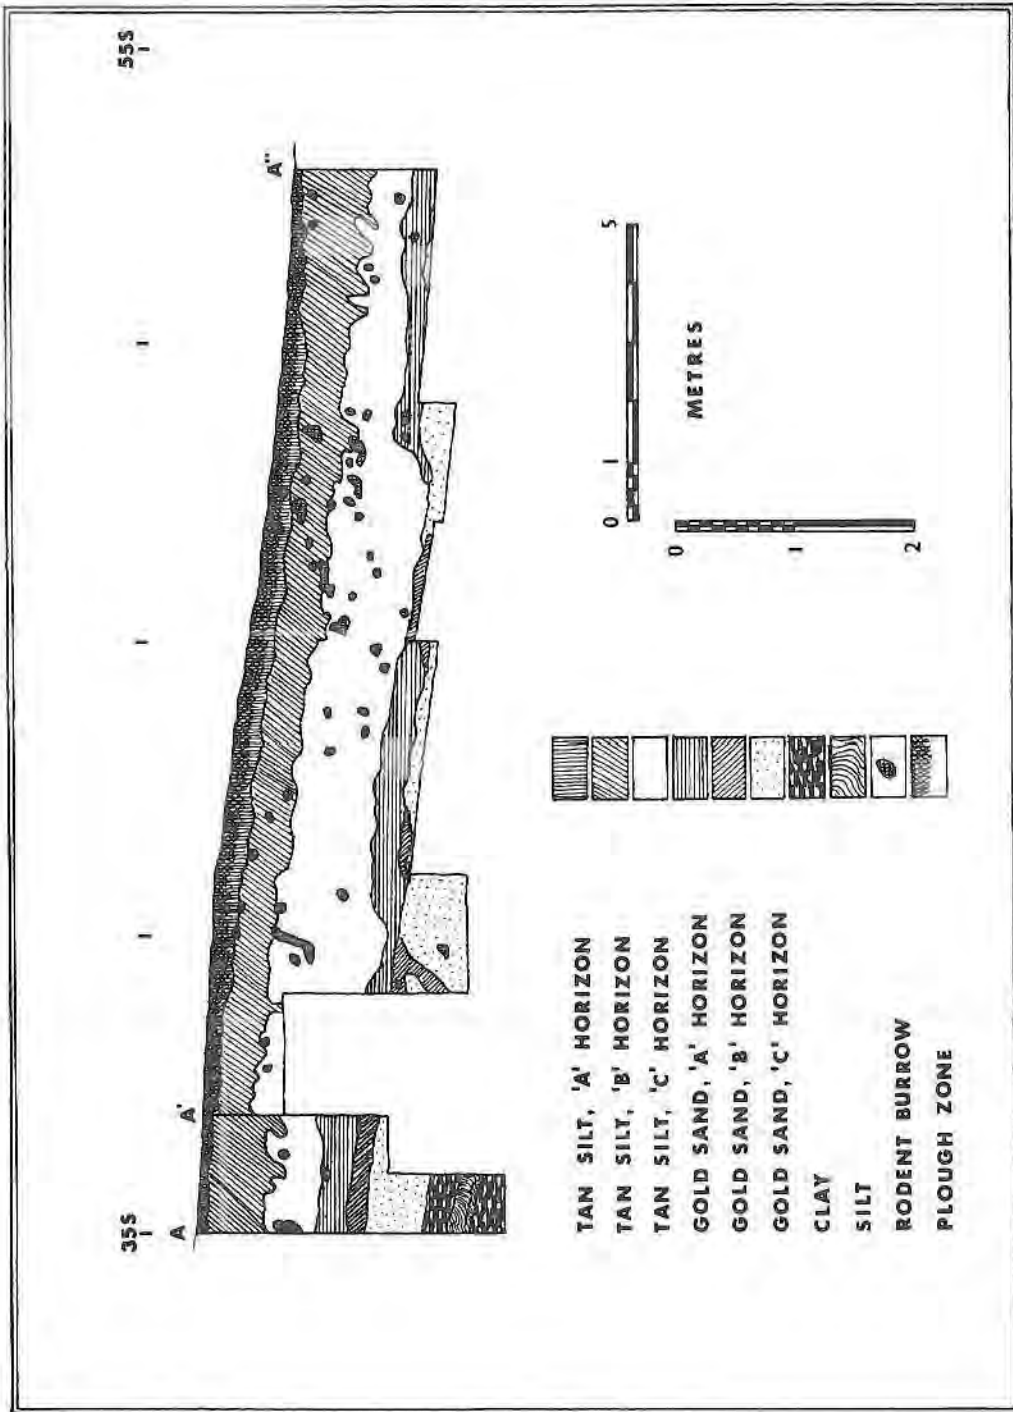 35S
55S
A
A'
A"
TAN SILT, 'A' HORIZON
TAN SILT, 'B' HORIZON
TAN SILT, 'C' HORIZON
GOLD SAND, 'A' HORIZON
GOLD SAND, 'B' HORIZON
GOLD SAND, 'C' HORIZON
CLAY
SILT
RODENT BURROW
PLOUGH ZONE
0 1 5
METRES
0
1
2